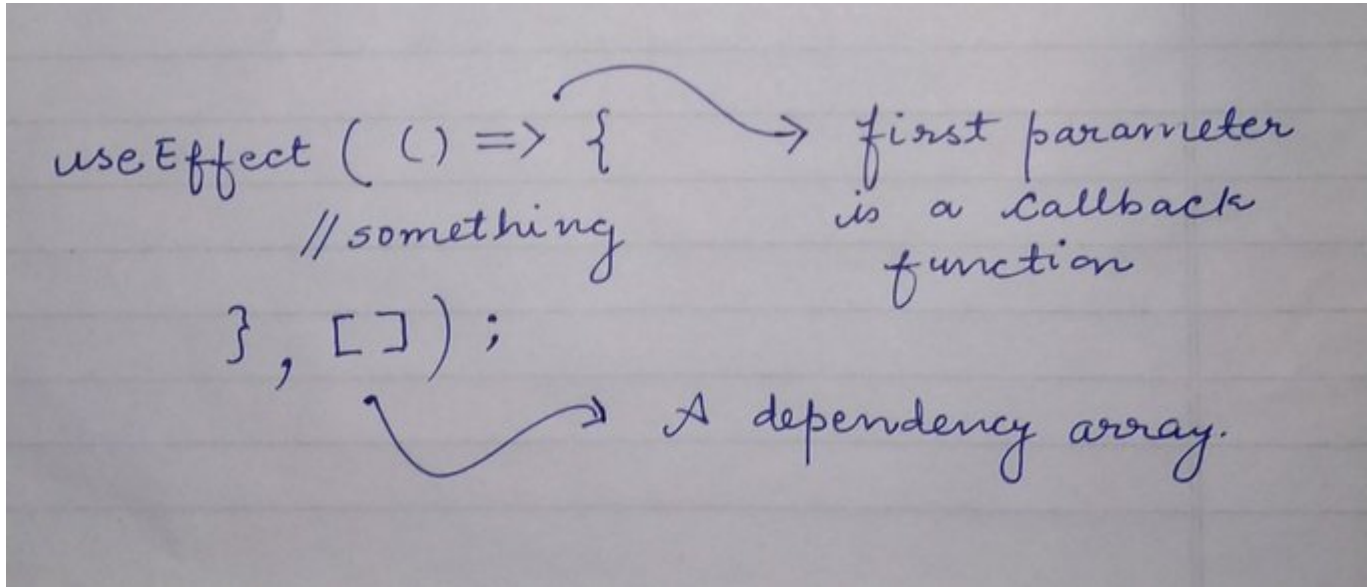 useEffect ( () => { first parameter
//something is a callback
function
} , [] ) ;
A dependency array.